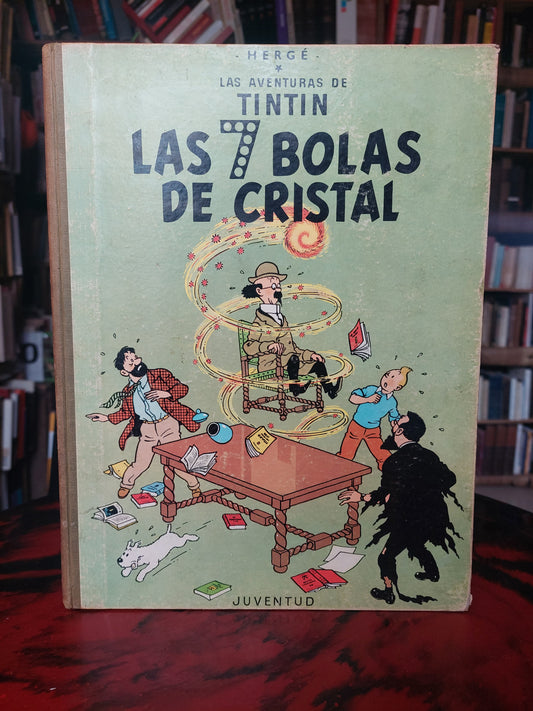 HERGÉ
LAS AVENTURAS DE
TINTIN
LAS 7 BOLAS
DE CRISTAL
JUVENTUD